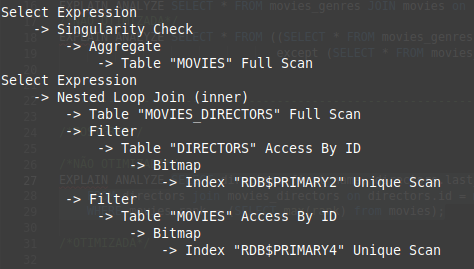 Select Expression
-> Singularity Check
-> Aggregate
-> Table "MOVIES" Full Scan
Select Expression
-> Nested Loop Join (inner)
-> Table "MOVIES_DIRECTORS" Full Scan
-> Filter
-> Table "DIRECTORS" Access By ID
-> Bitmap
-> Index "RDB$PRIMARY2" Unique Scan
-> Filter
-> Table "MOVIES" Access By ID
-> Bitmap
-> Index "RDB$PRIMARY4" Unique Scan